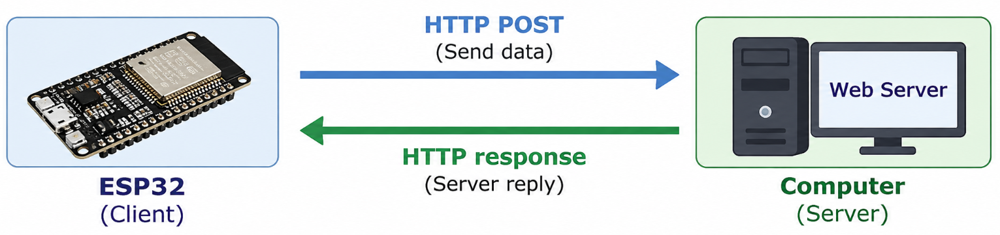 HTTP POST
(Send data)
Web Server
HTTP response
(Server reply)
ESP32
(Client)
Computer
(Server)